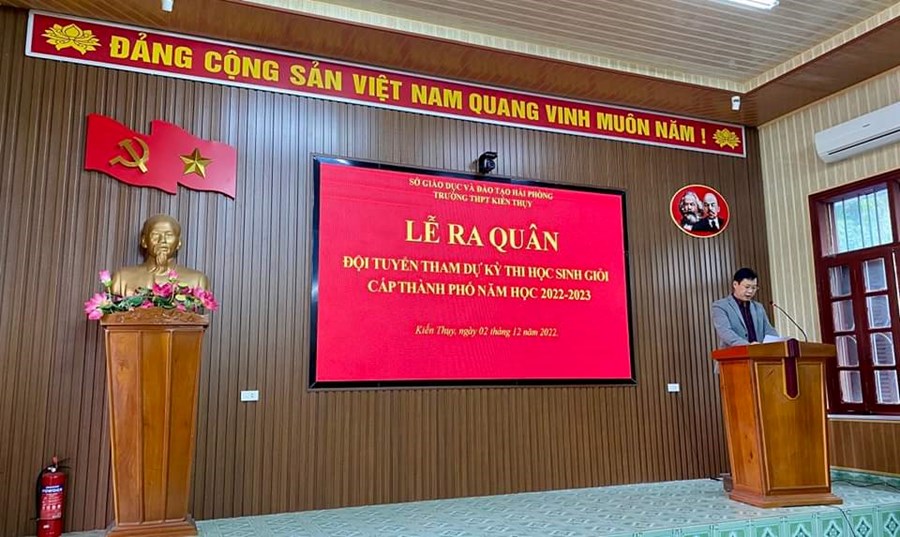 ĐẢNG CỘNG SẢN VIỆT NAM QUANG VINH MUÔN NĂM !
SỞ GIÁO DỤC VÀ ĐÀO TẠO HẢI PHÒNG
TRƯỜNG THPT KIẾN THỤY
LỄ RA QUÂN
ĐỘI TUYỂN THAM DỰ KỲ THI HỌC SINH GIỎI
CẤP THÀNH PHỐ NĂM HỌC 2022-2023
Kiến Thụy, ngày 02 tháng 12 năm 2022.